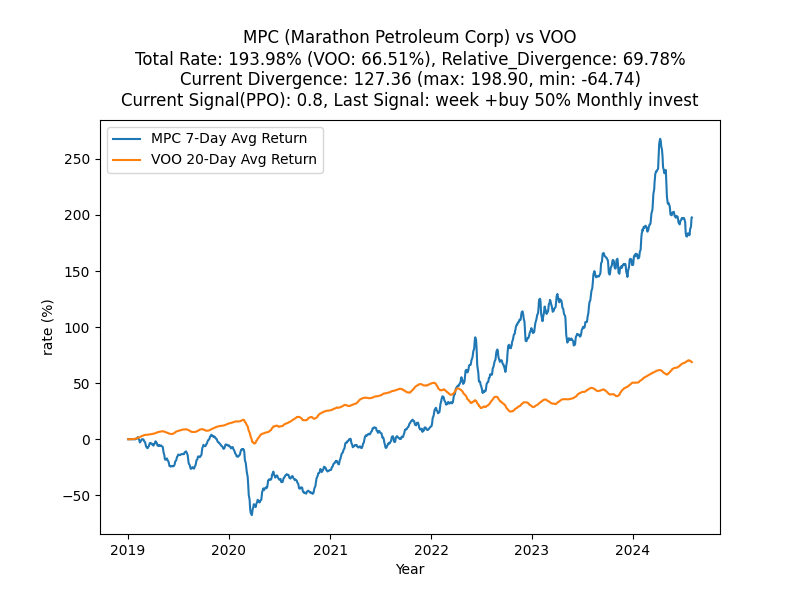 MPC (Marathon Petroleum Corp) vs VOO
Total Rate: 193.98% (VOO: 66.51%), Relative_Divergence: 69.78%
Current Divergence: 127.36 (max: 198.90, min: -64.74)
Current Signal(PPO): 0.8, Last Signal: week +buy 50% Monthly invest
MPC 7-Day Avg Return
VOO 20-Day Avg Return
rate (%)
250
200
150
100
50
0
−50
2019
2020
2021
2022
2023
2024
Year